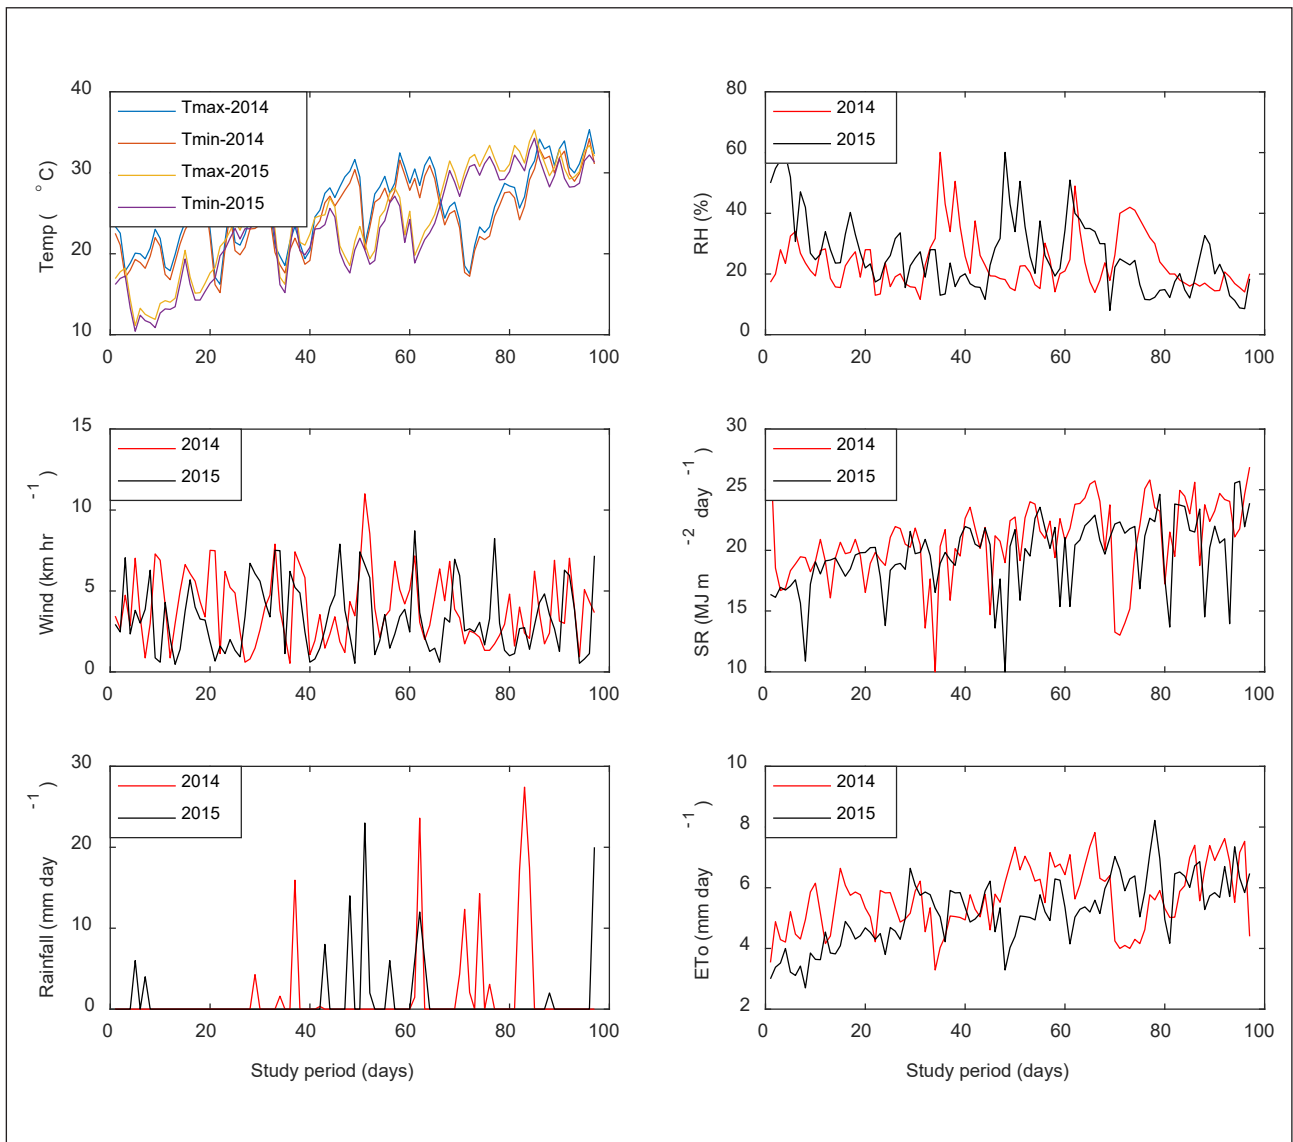 40
30
20
10
Temp ( °C)
Tmax-2014
Tmin-2014
Tmax-2015
Tmin-2015
0 20 40 60 80 100
80
60
40
20
0
RH (%)
2014
2015
0 20 40 60 80 100
15
10
5
0
Wind (km hr -1 )
2014
2015
0 20 40 60 80 100
30
25
20
15
10
SR (MJ m -2 day -1 )
2014
2015
0 20 40 60 80 100
30
20
10
0
Rainfall (mm day -1 )
2014
2015
0 20 40 60 80 100
Study period (days)
10
8
6
4
2
ETo (mm day -1 )
2014
2015
0 20 40 60 80 100
Study period (days)